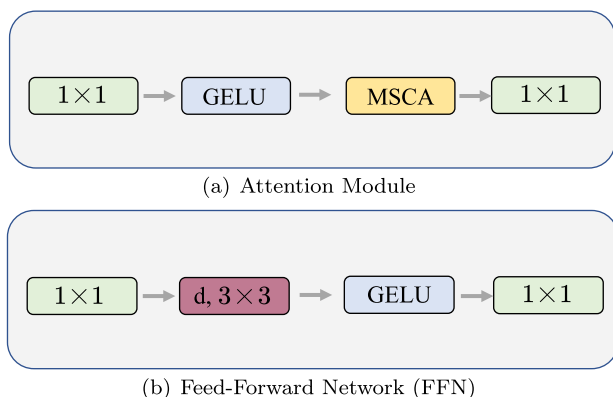 1×1 GELU MSCA 1×1
(a) Attention Module
1×1 d, 3×3 GELU 1×1
(b) Feed-Forward Network (FFN)